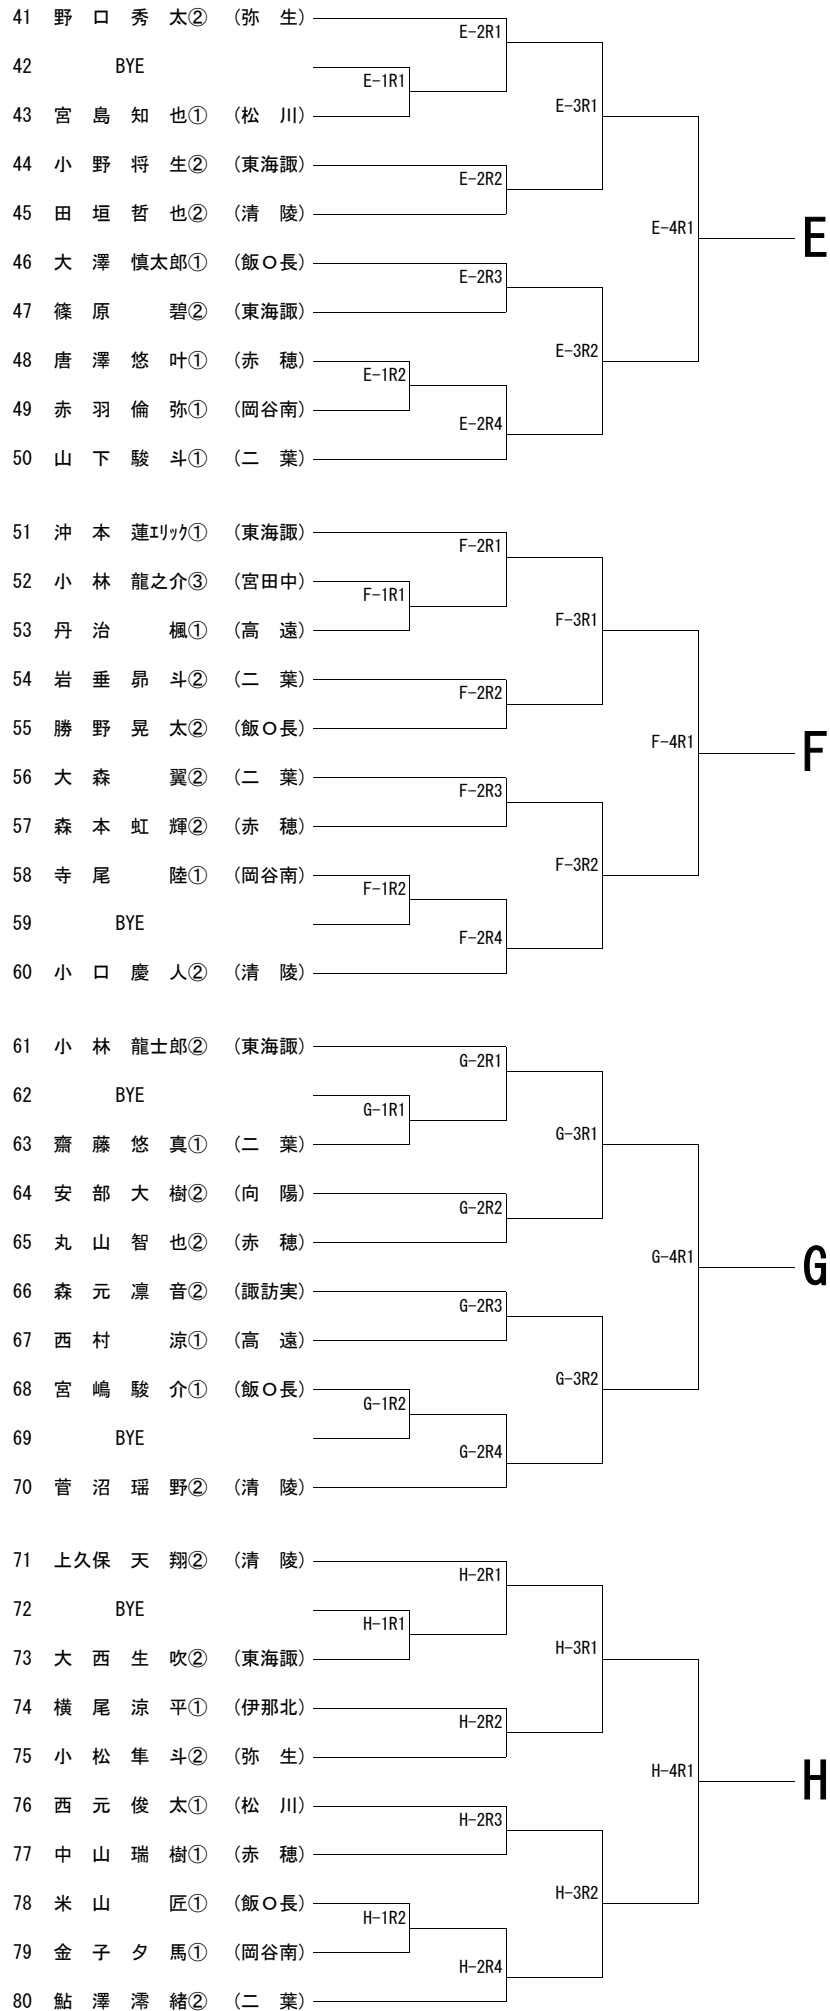 41 野口秀太② (弥生)
E-2R1
42 BYE
E-1R1
43 宮島知也① (松川)
E-3R1
44 小野将生② (東海諏)
E-2R2
45 田垣哲也② (清陵)
E-4R1
E
46 大澤慎太郎① (飯O長)
E-2R3
47 篠原碧② (東海諏)
E-3R2
48 唐澤悠叶① (赤穂)
E-1R2
49 赤羽倫弥① (岡谷南)
E-2R4
50 山下駿斗① (二葉)
51 沖本蓮ｴﾘｯｸ① (東海諏)
F-2R1
52 小林龍之介③ (宮田中)
F-1R1
F-3R1
53 丹治楓① (高遠)
54 岩垂昴斗② (二葉)
F-2R2
55 勝野晃太② (飯O長)
F-4R1
F
56 大森翼② (二葉)
F-2R3
57 森本虹輝② (赤穂)
F-3R2
58 寺尾陸① (岡谷南)
F-1R2
59 BYE
F-2R4
60 小口慶人② (清陵)
61 小林龍士郎② (東海諏)
G-2R1
62 BYE
G-1R1
G-3R1
63 齋藤悠真① (二葉)
64 安部大樹② (向陽)
G-2R2
65 丸山智也② (赤穂)
G-4R1
G
66 森元凛音② (諏訪実)
G-2R3
67 西村涼① (高遠)
G-3R2
68 宮嶋駿介① (飯O長)
G-1R2
69 BYE
G-2R4
70 菅沼瑶野② (清陵)
71 上久保天翔② (清陵)
H-2R1
72 BYE
H-1R1
H-3R1
73 大西生吹② (東海諏)
74 横尾涼平① (伊那北)
H-2R2
75 小松隼斗② (弥生)
H-4R1
H
76 西元俊太① (松川)
H-2R3
77 中山瑞樹① (赤穂)
H-3R2
78 米山匠① (飯O長)
H-1R2
79 金子夕馬① (岡谷南)
H-2R4
80 鮎澤澪緒② (二葉)